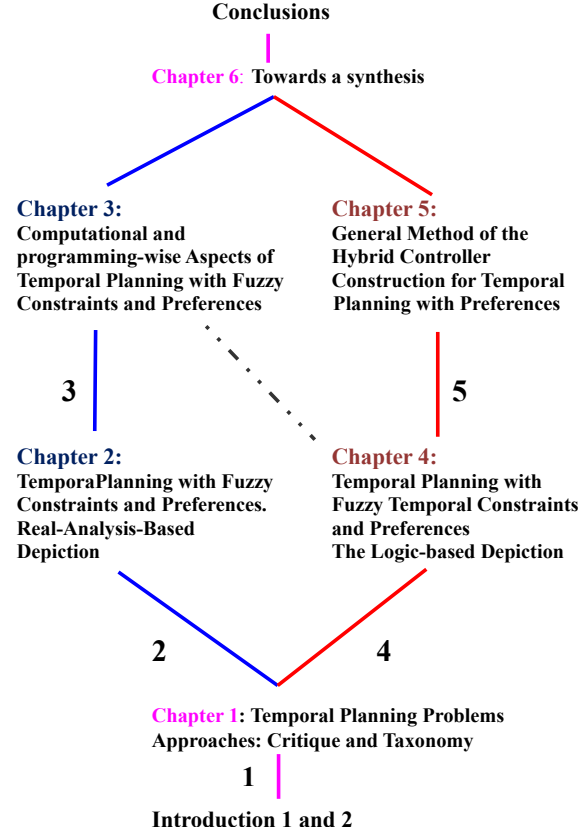 Conclusions
Chapter 6: Towards a synthesis
Chapter 3:
Computational and
programming-wise Aspects of
Temporal Planning with Fuzzy
Constraints and Preferences
Chapter 5:
General Method of the
Hybrid Controller
Construction for Temporal
Planning with Preferences
3
5
Chapter 2:
TemporaPlanning with Fuzzy
Constraints and Preferences.
Real-Analysis-Based
Depiction
Chapter 4:
Temporal Planning with
Fuzzy Temporal Constraints
and Preferences
The Logic-based Depiction
2
4
Chapter 1: Temporal Planning Problems
Approaches: Critique and Taxonomy
1
Introduction 1 and 2